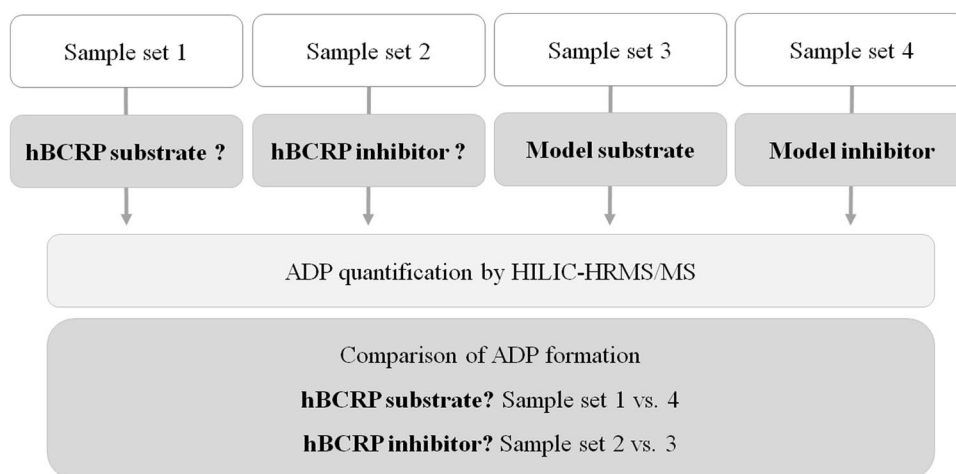 Sample set 1
Sample set 2
Sample set 3
Sample set 4
hBCRP substrate ?
hBCRP inhibitor ?
Model substrate
Model inhibitor
ADP quantification by HILIC-HRMS/MS
Comparison of ADP formation
hBCRP substrate? Sample set 1 vs. 4
hBCRP inhibitor? Sample set 2 vs. 3